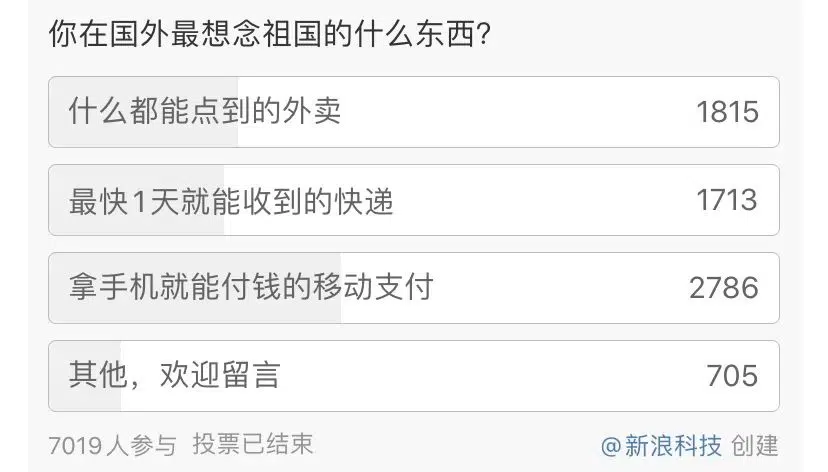 你在国外最想念祖国的什么东西?
什么都能点到的外卖 1815
最快1天就能收到的快递 1713
拿手机就能付钱的移动支付 2786
其他，欢迎留言 705
7019人参与 投票已结束 @新浪科技 创建